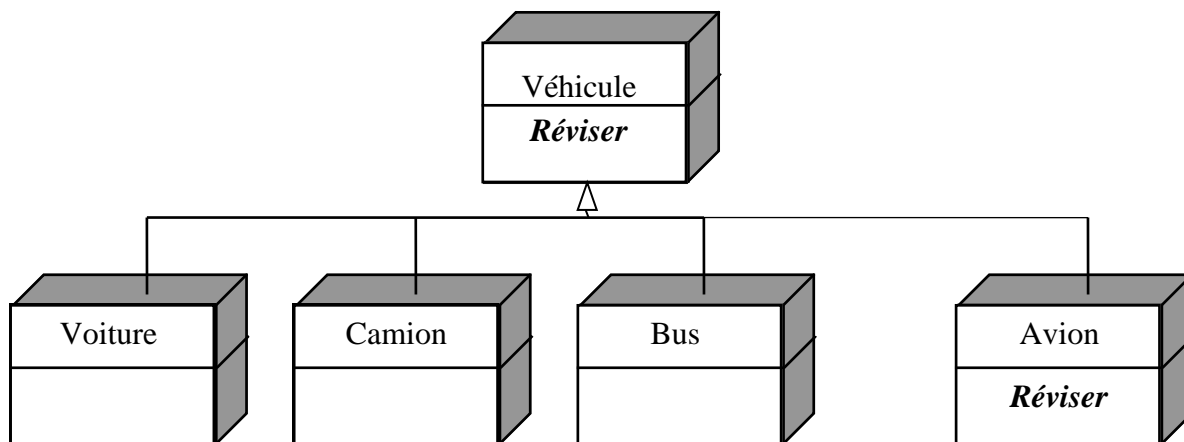 Véhicule
Réviser
Voiture
Camion
Bus
Avion
Réviser